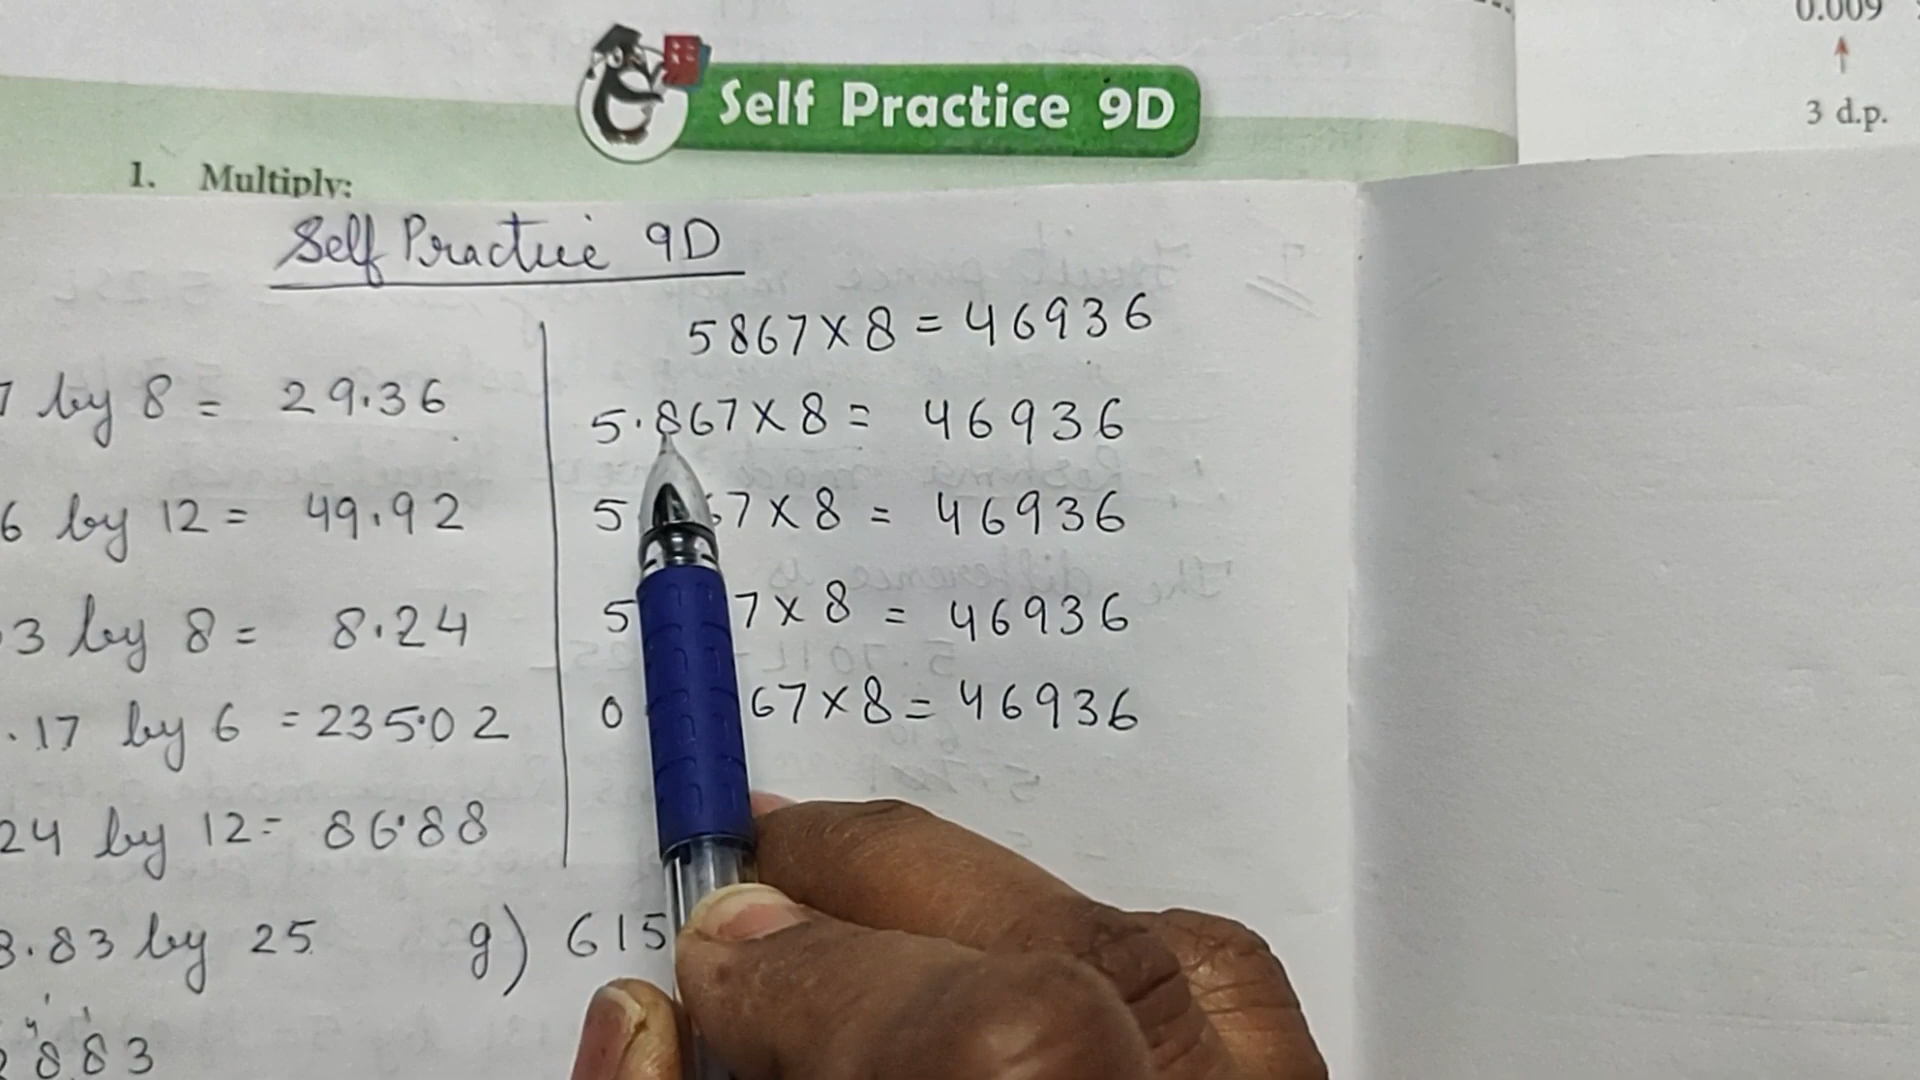 0.009
3 d.p.
Self Practice 9D
1. Multiply:
Self Practice 9D
7 by 8 = 29.36
6 by 12 = 49.92
.3 by 8 = 8.24
.17 by 6 = 235.02
24 by 12 = 86.88
5867 × 8 = 46936
5.867 × 8 = 46936
5 67 × 8 = 46936
5 7 × 8 = 46936
0 67 × 8 = 46936
3.83 by 25
g) 615
883